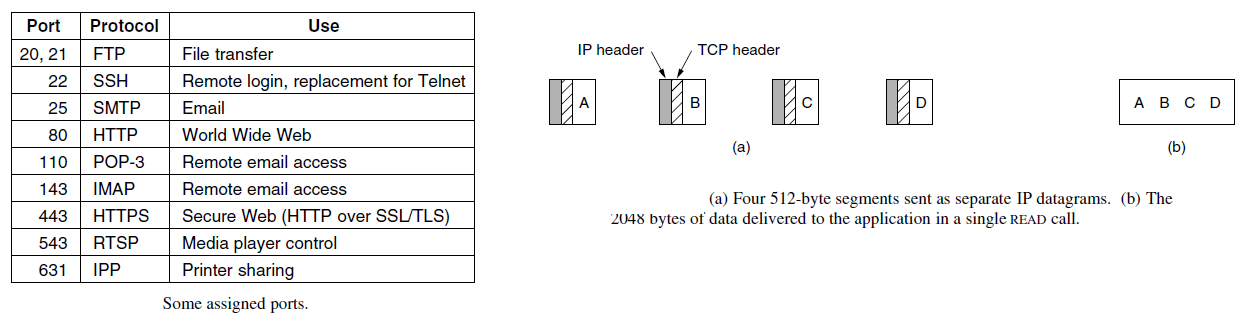 Port Protocol Use
20, 21 FTP File transfer
22 SSH Remote login, replacement for Telnet
25 SMTP Email
80 HTTP World Wide Web
110 POP-3 Remote email access
143 IMAP Remote email access
443 HTTPS Secure Web (HTTP over SSL/TLS)
543 RTSP Media player control
631 IPP Printer sharing
Some assigned ports.
IP header TCP header
A B C D A B C D
(a) (b)
(a) Four 512-byte segments sent as separate IP datagrams. (b) The
2048 bytes of data delivered to the application in a single READ call.